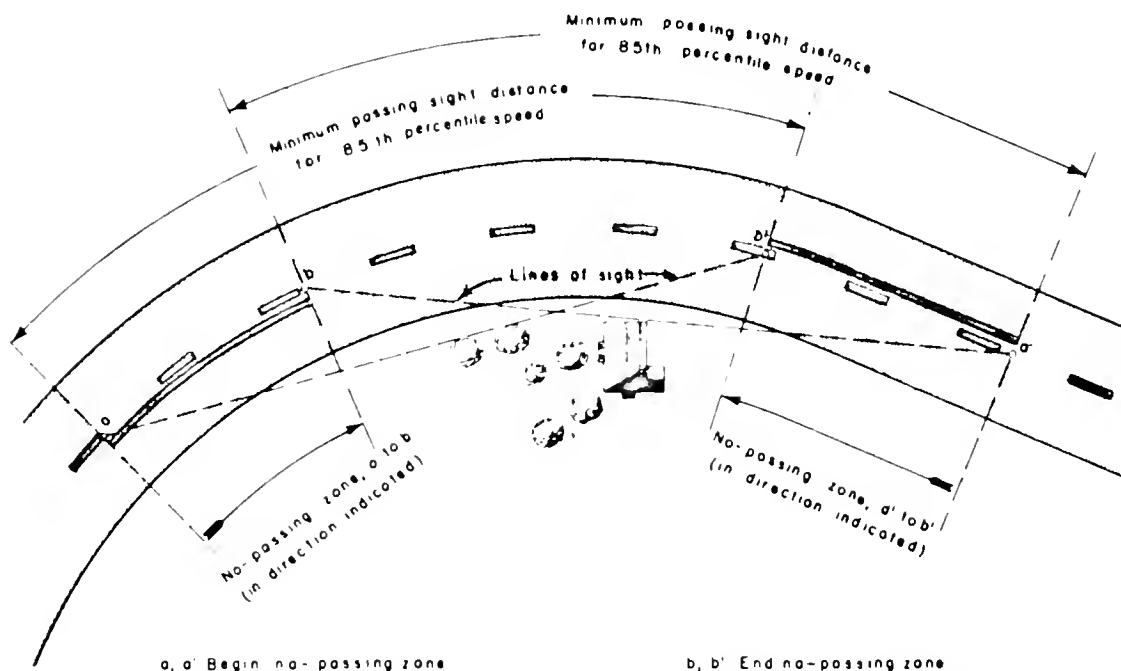 Minimum passing sight distance
for 85th percentile speed
Minimum passing sight distance
for 85th percentile speed
b
b'
Lines of sight
a
a'
No-passing zone, a to b
(in direction indicated)
No-passing zone, a' to b'
(in direction indicated)
a, a' Begin no-passing zone
b, b' End no-passing zone